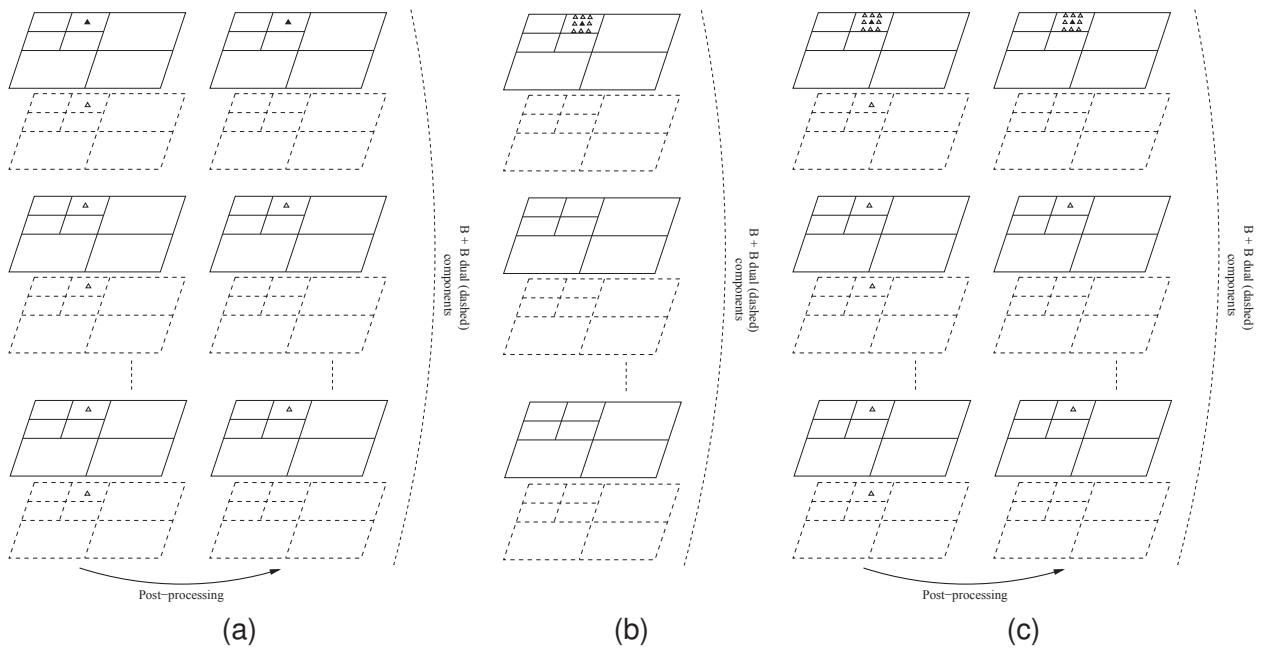 B + B dual (dashed)
components
Post−processing
(a)
B + B dual (dashed)
components
(b)
B + B dual (dashed)
components
Post−processing
(c)